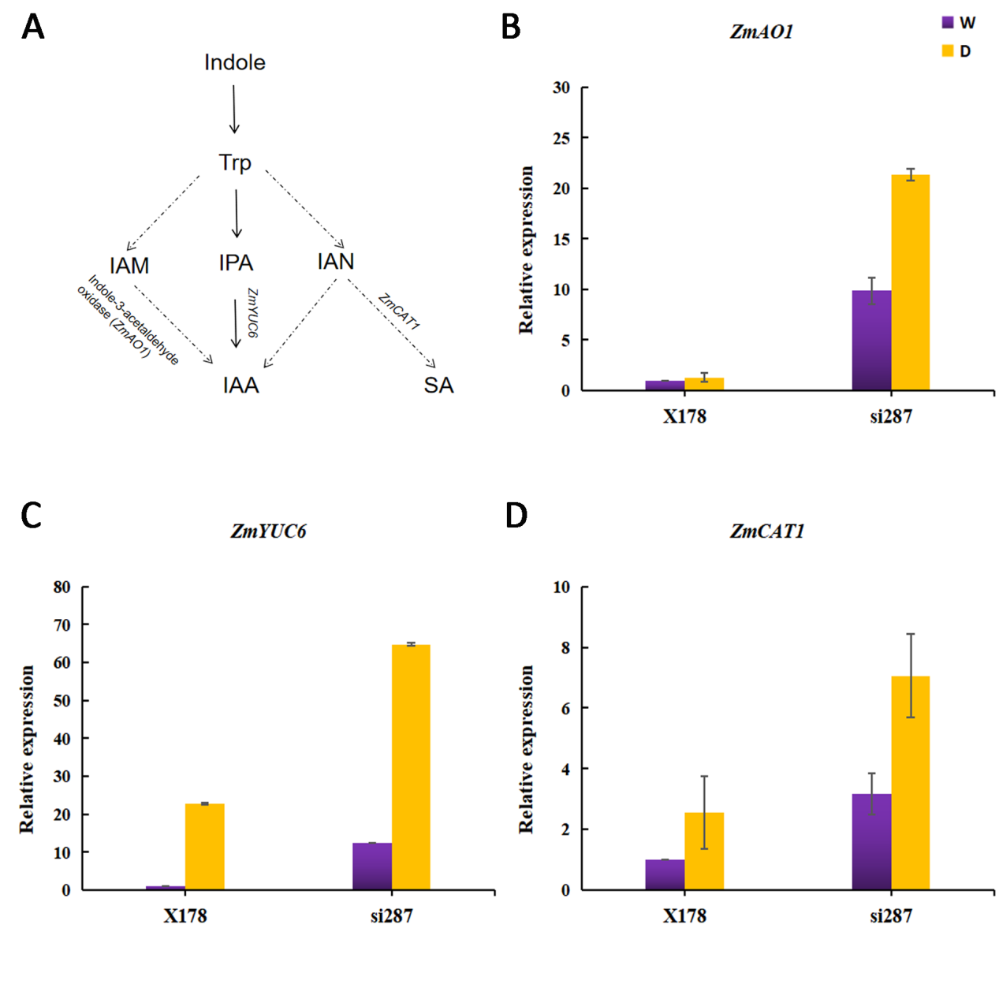 A
Indole
Trp
IAM
IPA
IAN
Indole-3-acetaldehyde
oxidase (ZmAO1)
ZmYUC6
ZmCAT1
IAA
SA
B
ZmAO1
W
D
Relative expression
30
25
20
15
10
5
0
X178
si287
C
ZmYUC6
Relative expression
80
70
60
50
40
30
20
10
0
X178
si287
D
ZmCAT1
Relative expression
10
8
6
4
2
0
X178
si287